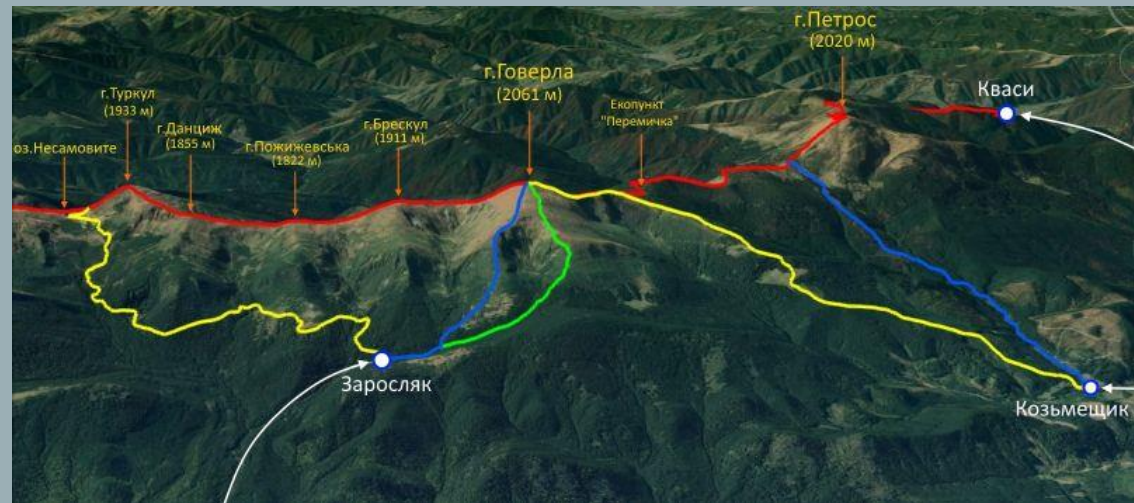 г.Петрос
(2020 м)
г.Говерла
(2061 м)
Кваси
г.Туркул
(1933 м)
Екопункт
"Перемичка"
г.Данциж
(1855 м)
г.Брескул
(1911 м)
оз.Несамовите
г.Пожижевська
(1822 м)
Заросляк
Козьмещик